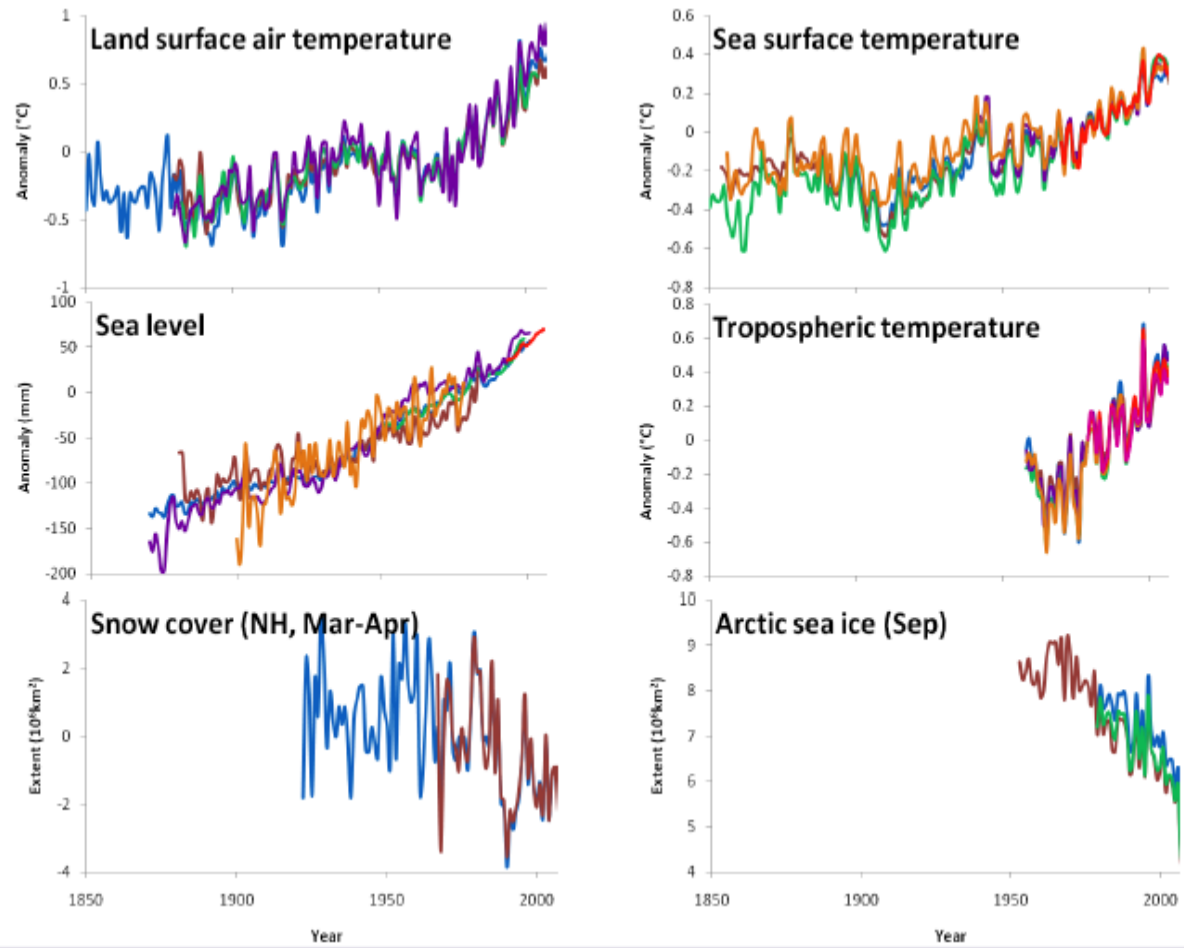 Land surface air temperature
1
0.5
0
-0.5
-1
Anomaly (°C)
Sea surface temperature
0.6
0.4
0.2
0
-0.2
-0.4
-0.6
-0.8
Anomaly (°C)
Sea level
100
50
0
-50
-100
-150
-200
Anomaly (mm)
Tropospheric temperature
0.8
0.6
0.4
0.2
0
-0.2
-0.4
-0.6
-0.8
Anomaly (°C)
Snow cover (NH, Mar-Apr)
4
2
0
-2
-4
Extent (10⁶km²)
1850 1900 1950 2000
Year
Arctic sea ice (Sep)
10
9
8
7
6
5
4
Extent (10⁶km²)
1850 1900 1950 2000
Year